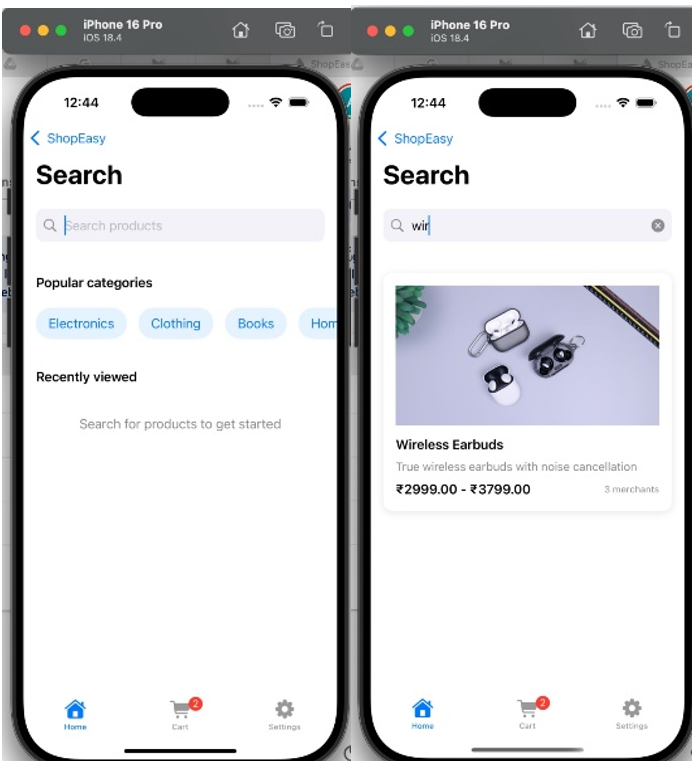 iPhone 16 Pro
iOS 18.4
ShopEas
12:44
ShopEasy
Search
Search products
Popular categories
Electronics
Clothing
Books
Hom
Recently viewed
Search for products to get started
Home
2
Cart
Settings
iPhone 16 Pro
iOS 18.4
ShopEa
12:44
ShopEasy
Search
wir
Wireless Earbuds
True wireless earbuds with noise cancellation
₹2999.00 - ₹3799.00
3 merchants
Home
2
Cart
Settings